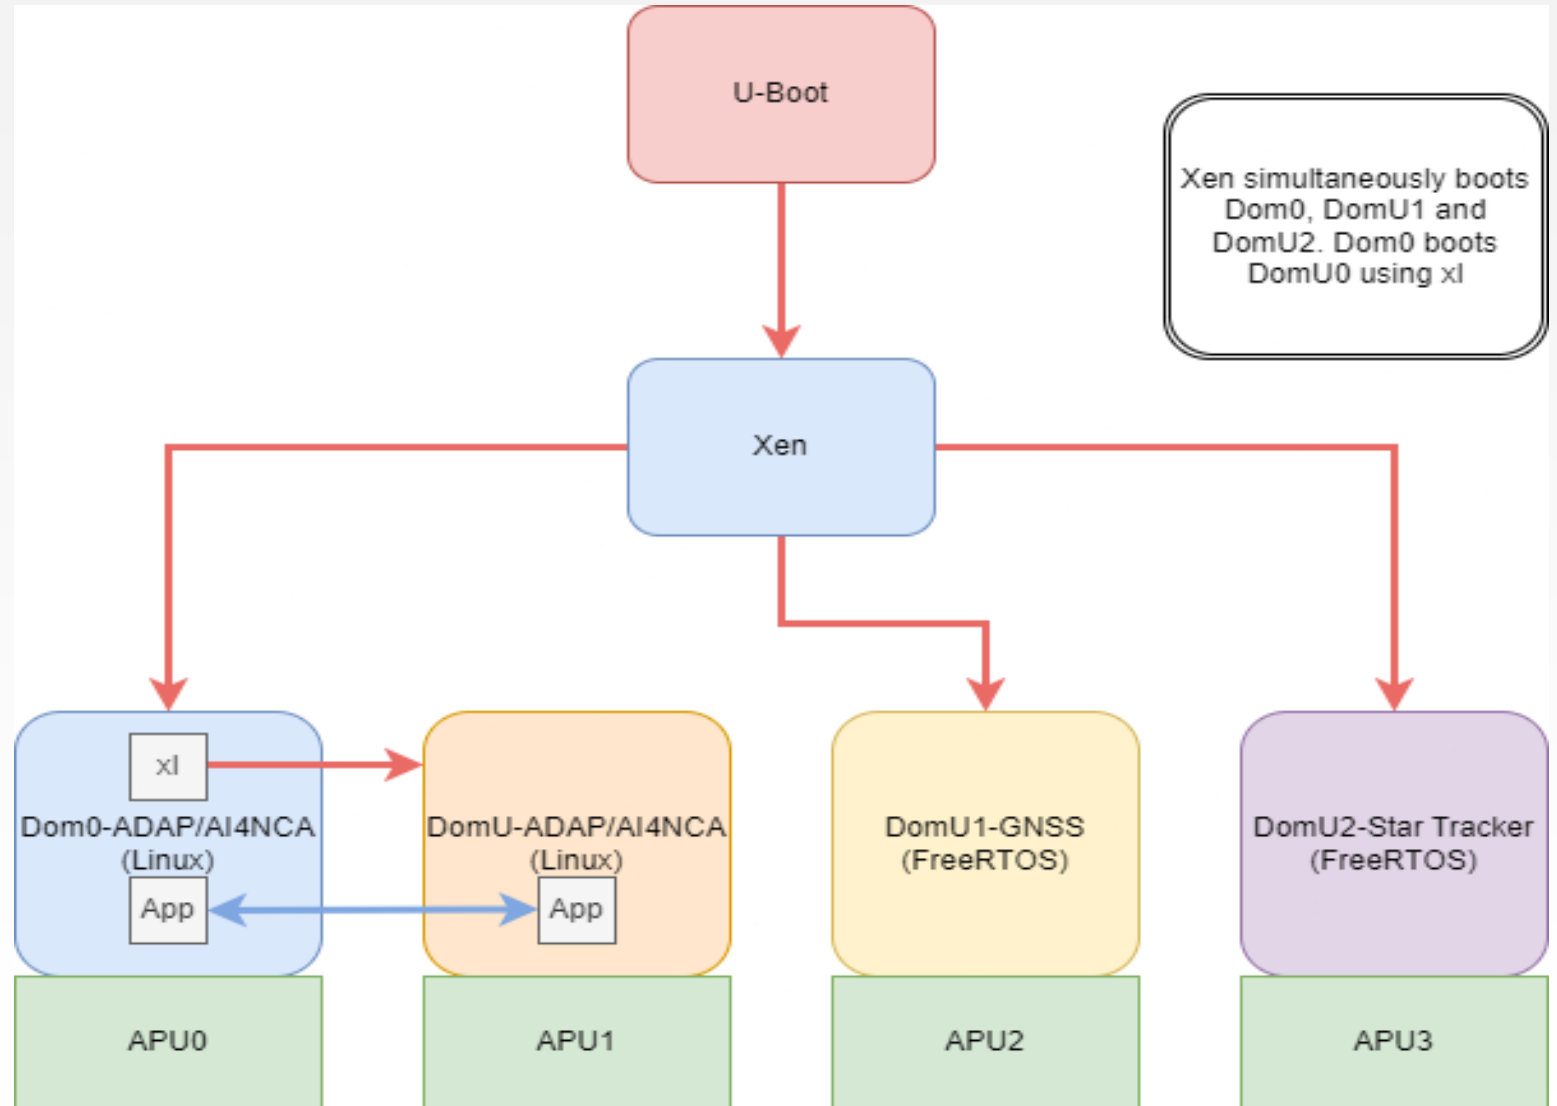 U-Boot
Xen simultaneously boots
Dom0, DomU1 and
DomU2. Dom0 boots
DomU0 using xl
Xen
xl
Dom0-ADAP/AI4NCA
(Linux)
App
DomU-ADAP/AI4NCA
(Linux)
App
DomU1-GNSS
(FreeRTOS)
DomU2-Star Tracker
(FreeRTOS)
APU0
APU1
APU2
APU3